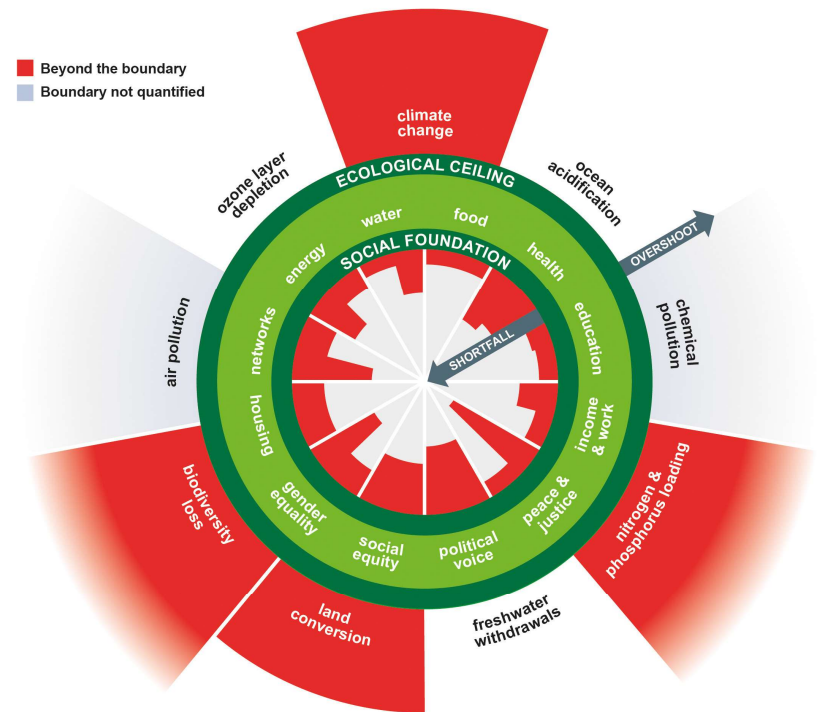 Beyond the boundary
Boundary not quantified
climate
change
ozone layer
depletion
ocean
acidification
ECOLOGICAL CEILING
water
food
energy
health
SOCIAL FOUNDATION
OVERSHOOT
air pollution
networks
SHORTFALL
education
chemical
pollution
housing
income
& work
biodiversity
loss
gender
equality
social
equity
political
voice
peace &
justice
nitrogen &
phosphorus loading
land
conversion
freshwater
withdrawals